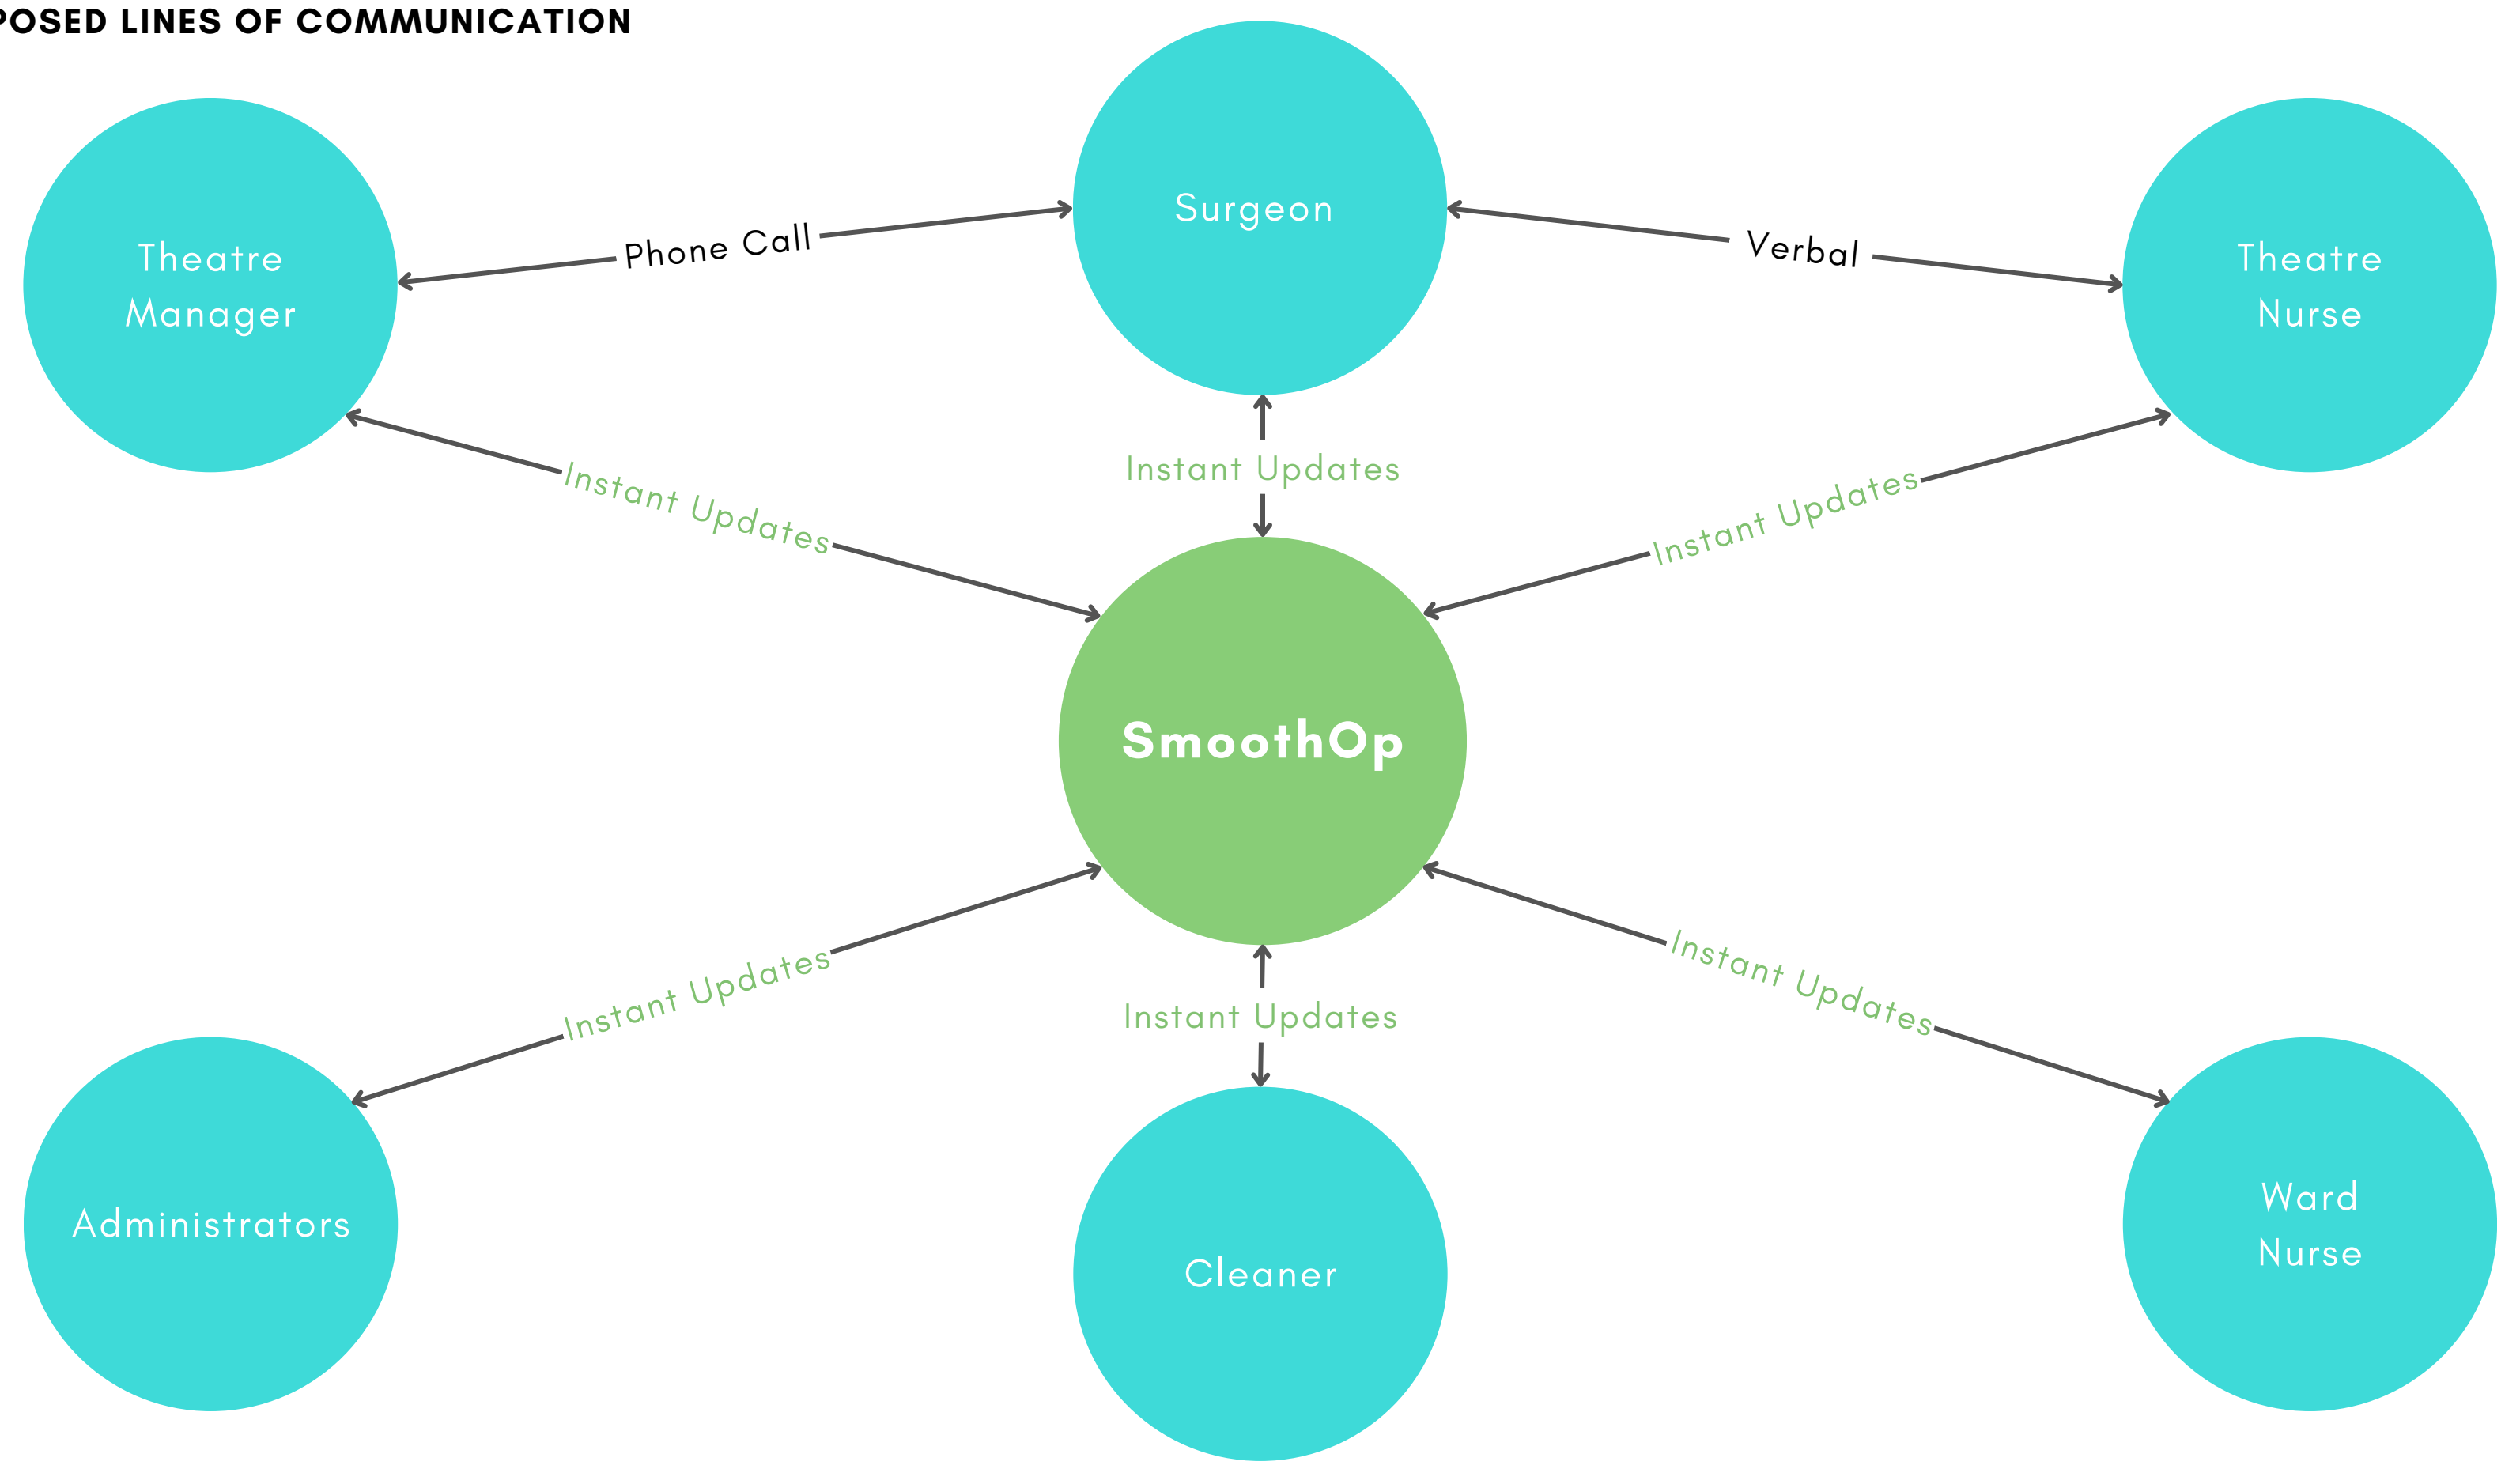 POSED LINES OF COMMUNICATION
Surgeon
Theatre
Manager
Phone Call
Verbal
Theatre
Nurse
Instant Updates
Instant Updates
Instant Updates
SmoothOp
Instant Updates
Instant Updates
Instant Updates
Administrators
Cleaner
Ward
Nurse